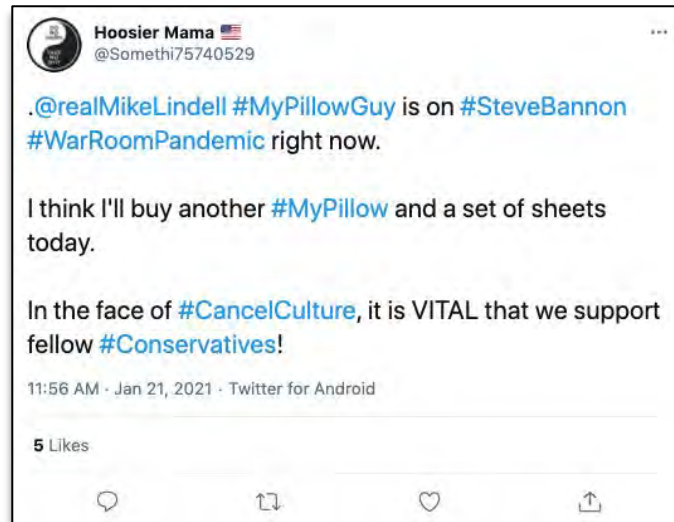 Hoosier Mama 🇺🇸
@Somethi75740529
.@realMikeLindell #MyPillowGuy is on #SteveBannon
#WarRoomPandemic right now.
I think I'll buy another #MyPillow and a set of sheets
today.
In the face of #CancelCulture, it is VITAL that we support
fellow #Conservatives!
11:56 AM · Jan 21, 2021 · Twitter for Android
5 Likes